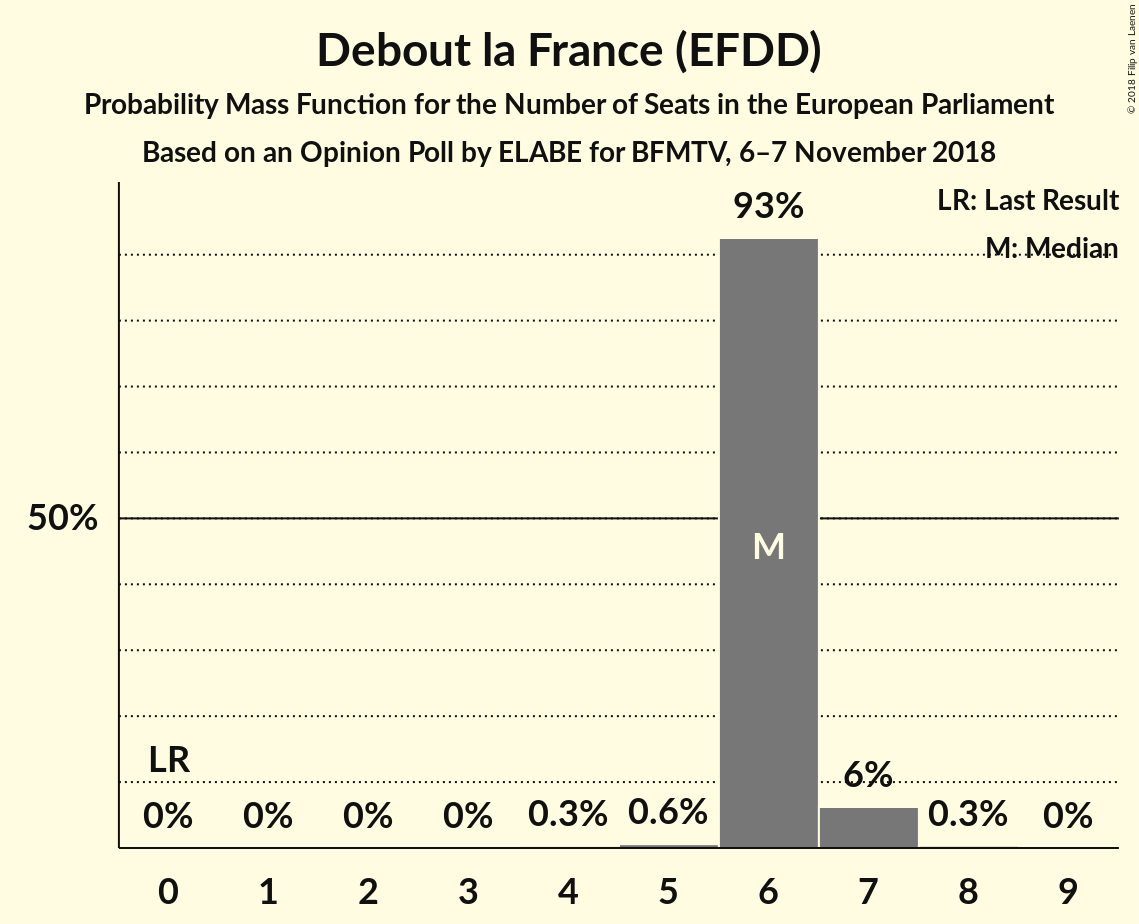 Debout la France (EFDD)
Probability Mass Function for the Number of Seats in the European Parliament
Based on an Opinion Poll by ELABE for BFMTV, 6–7 November 2018
© 2018 Filip van Laenen
LR: Last Result
M: Median
93%
50%
M
LR
0% 0% 0% 0% 0.3% 0.6% 6% 0.3% 0%
0 1 2 3 4 5 6 7 8 9